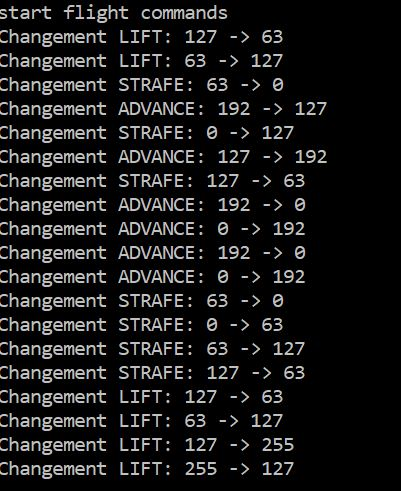 start flight commands
Changement LIFT: 127 -> 63
Changement LIFT: 63 -> 127
Changement STRAFE: 63 -> 0
Changement ADVANCE: 192 -> 127
Changement STRAFE: 0 -> 127
Changement ADVANCE: 127 -> 192
Changement STRAFE: 127 -> 63
Changement ADVANCE: 192 -> 0
Changement ADVANCE: 0 -> 192
Changement ADVANCE: 192 -> 0
Changement ADVANCE: 0 -> 192
Changement STRAFE: 63 -> 0
Changement STRAFE: 0 -> 63
Changement STRAFE: 63 -> 127
Changement STRAFE: 127 -> 63
Changement LIFT: 127 -> 63
Changement LIFT: 63 -> 127
Changement LIFT: 127 -> 255
Changement LIFT: 255 -> 127